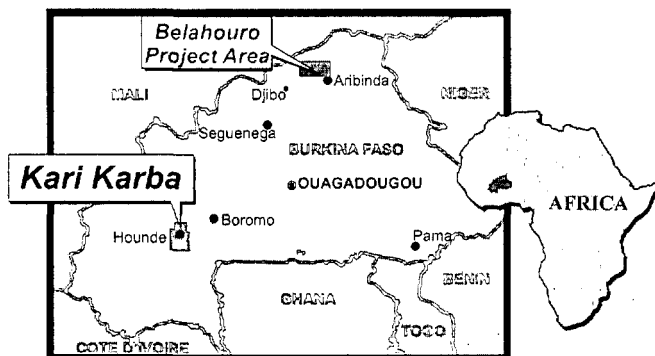 Belahouro
Project Area
MALI
Djibo
Aribinda
NIGER
Seguenega
BURKINA FASO
Kari Karba
OUAGADOUGOU
AFRICA
Boromo
Hounde
Pama
BENIN
GHANA
TOGO
COTE D'IVOIRE